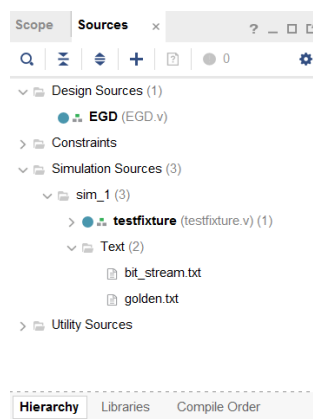 Scope Sources × ? _
0
Design Sources (1)
EGD (EGD.v)
Constraints
Simulation Sources (3)
sim_1 (3)
testfixture (testfixture.v) (1)
Text (2)
bit_stream.txt
golden.txt
Utility Sources
Hierarchy Libraries Compile Order